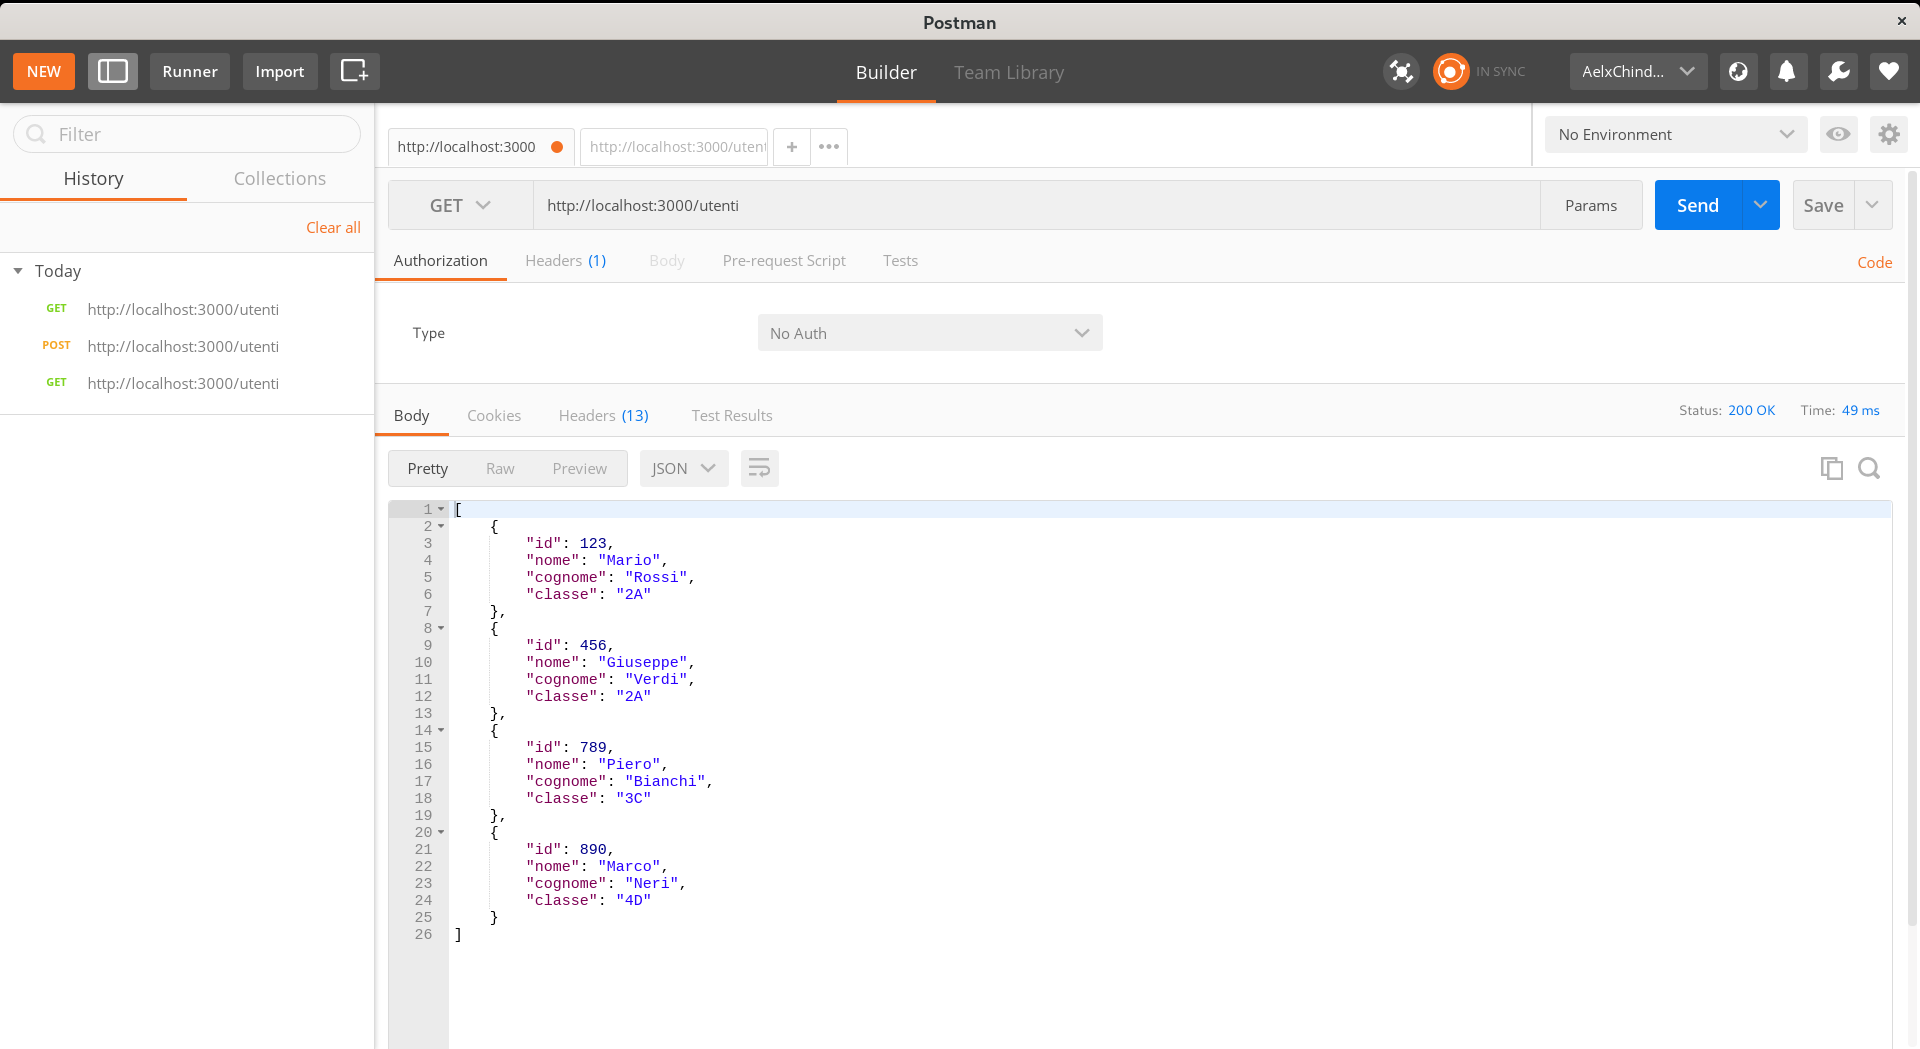 Postman
NEW Runner Import Builder Team Library IN SYNC AelxChind...
Filter
History Collections
Clear all
Today
GET http://localhost:3000/utenti
POST http://localhost:3000/utenti
GET http://localhost:3000/utenti
http://localhost:3000 http://localhost:3000/utent + ••• No Environment
GET http://localhost:3000/utenti Params Send Save
Authorization Headers (1) Body Pre-request Script Tests Code
Type No Auth
Body Cookies Headers (13) Test Results Status: 200 OK Time: 49 ms
Pretty Raw Preview JSON
1 [
2 {
3 "id": 123,
4 "nome": "Mario",
5 "cognome": "Rossi",
6 "classe": "2A"
7 },
8 {
9 "id": 456,
10 "nome": "Giuseppe",
11 "cognome": "Verdi",
12 "classe": "2A"
13 },
14 {
15 "id": 789,
16 "nome": "Piero",
17 "cognome": "Bianchi",
18 "classe": "3C"
19 },
20 {
21 "id": 890,
22 "nome": "Marco",
23 "cognome": "Neri",
24 "classe": "4D"
25 }
26 ]